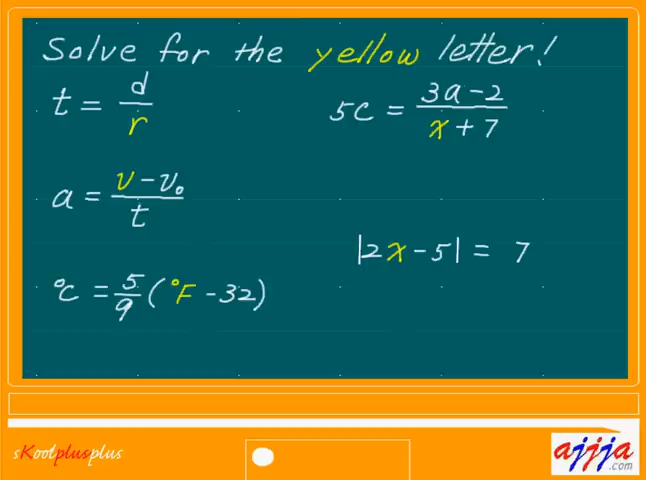 Solve for the yellow letter!
t = d/r
5c = (3a - 2)/(x + 7)
a = (v - v₀)/t
|2x - 5| = 7
°C = 5/9 (°F - 32)
sKoolplusplus
ajjja.com